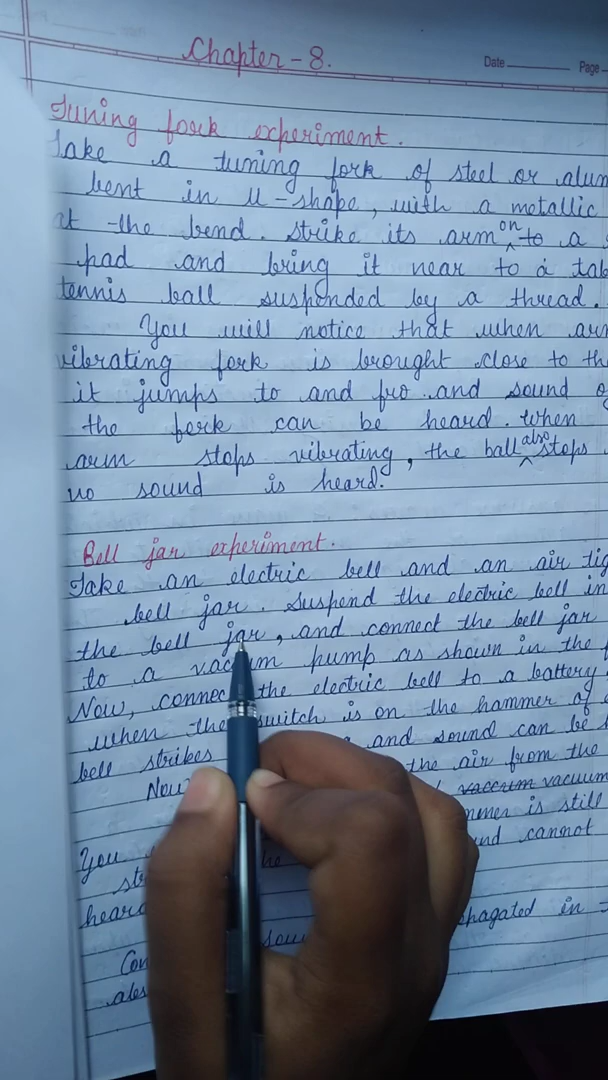 Chapter - 8.
Date
Page
Tuning fork experiment.
Take a tuning fork of steel or alum
bent in u - shape, with a metallic
at the bend. strike its arm on to a
pad and bring it near to a tab
tennis ball suspended by a thread.
You will notice that when arm
vibrating fork is brought close to th
it jumps to and fro and sound o
the fork can be heard. when
arm stops vibrating, the ball also stops
no sound is heard.
Bell jar experiment.
Take an electric bell and an air tig
bell jar. Suspend the electric bell in
the bell jar, and connect the bell jar
to a vacuum pump as shown in the f
Now, connect the electric bell to a battery
when the switch is on the hammer of
bell strikes and sound can be
Now the air from the
vaccum vacuum
You mmer is still
st und cannot
heard
pagated in
Con sou
abs